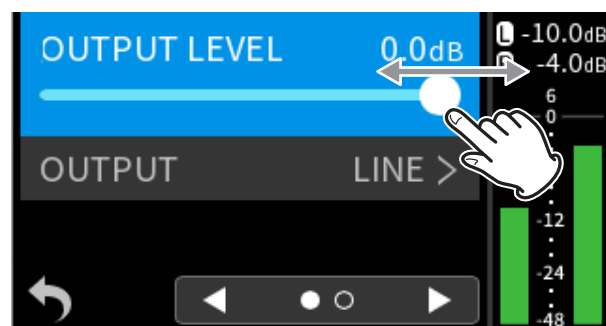 OUTPUT LEVEL 0.0dB
OUTPUT LINE >
L -10.0dB
-4.0dB
6
0
-12
-24
-48